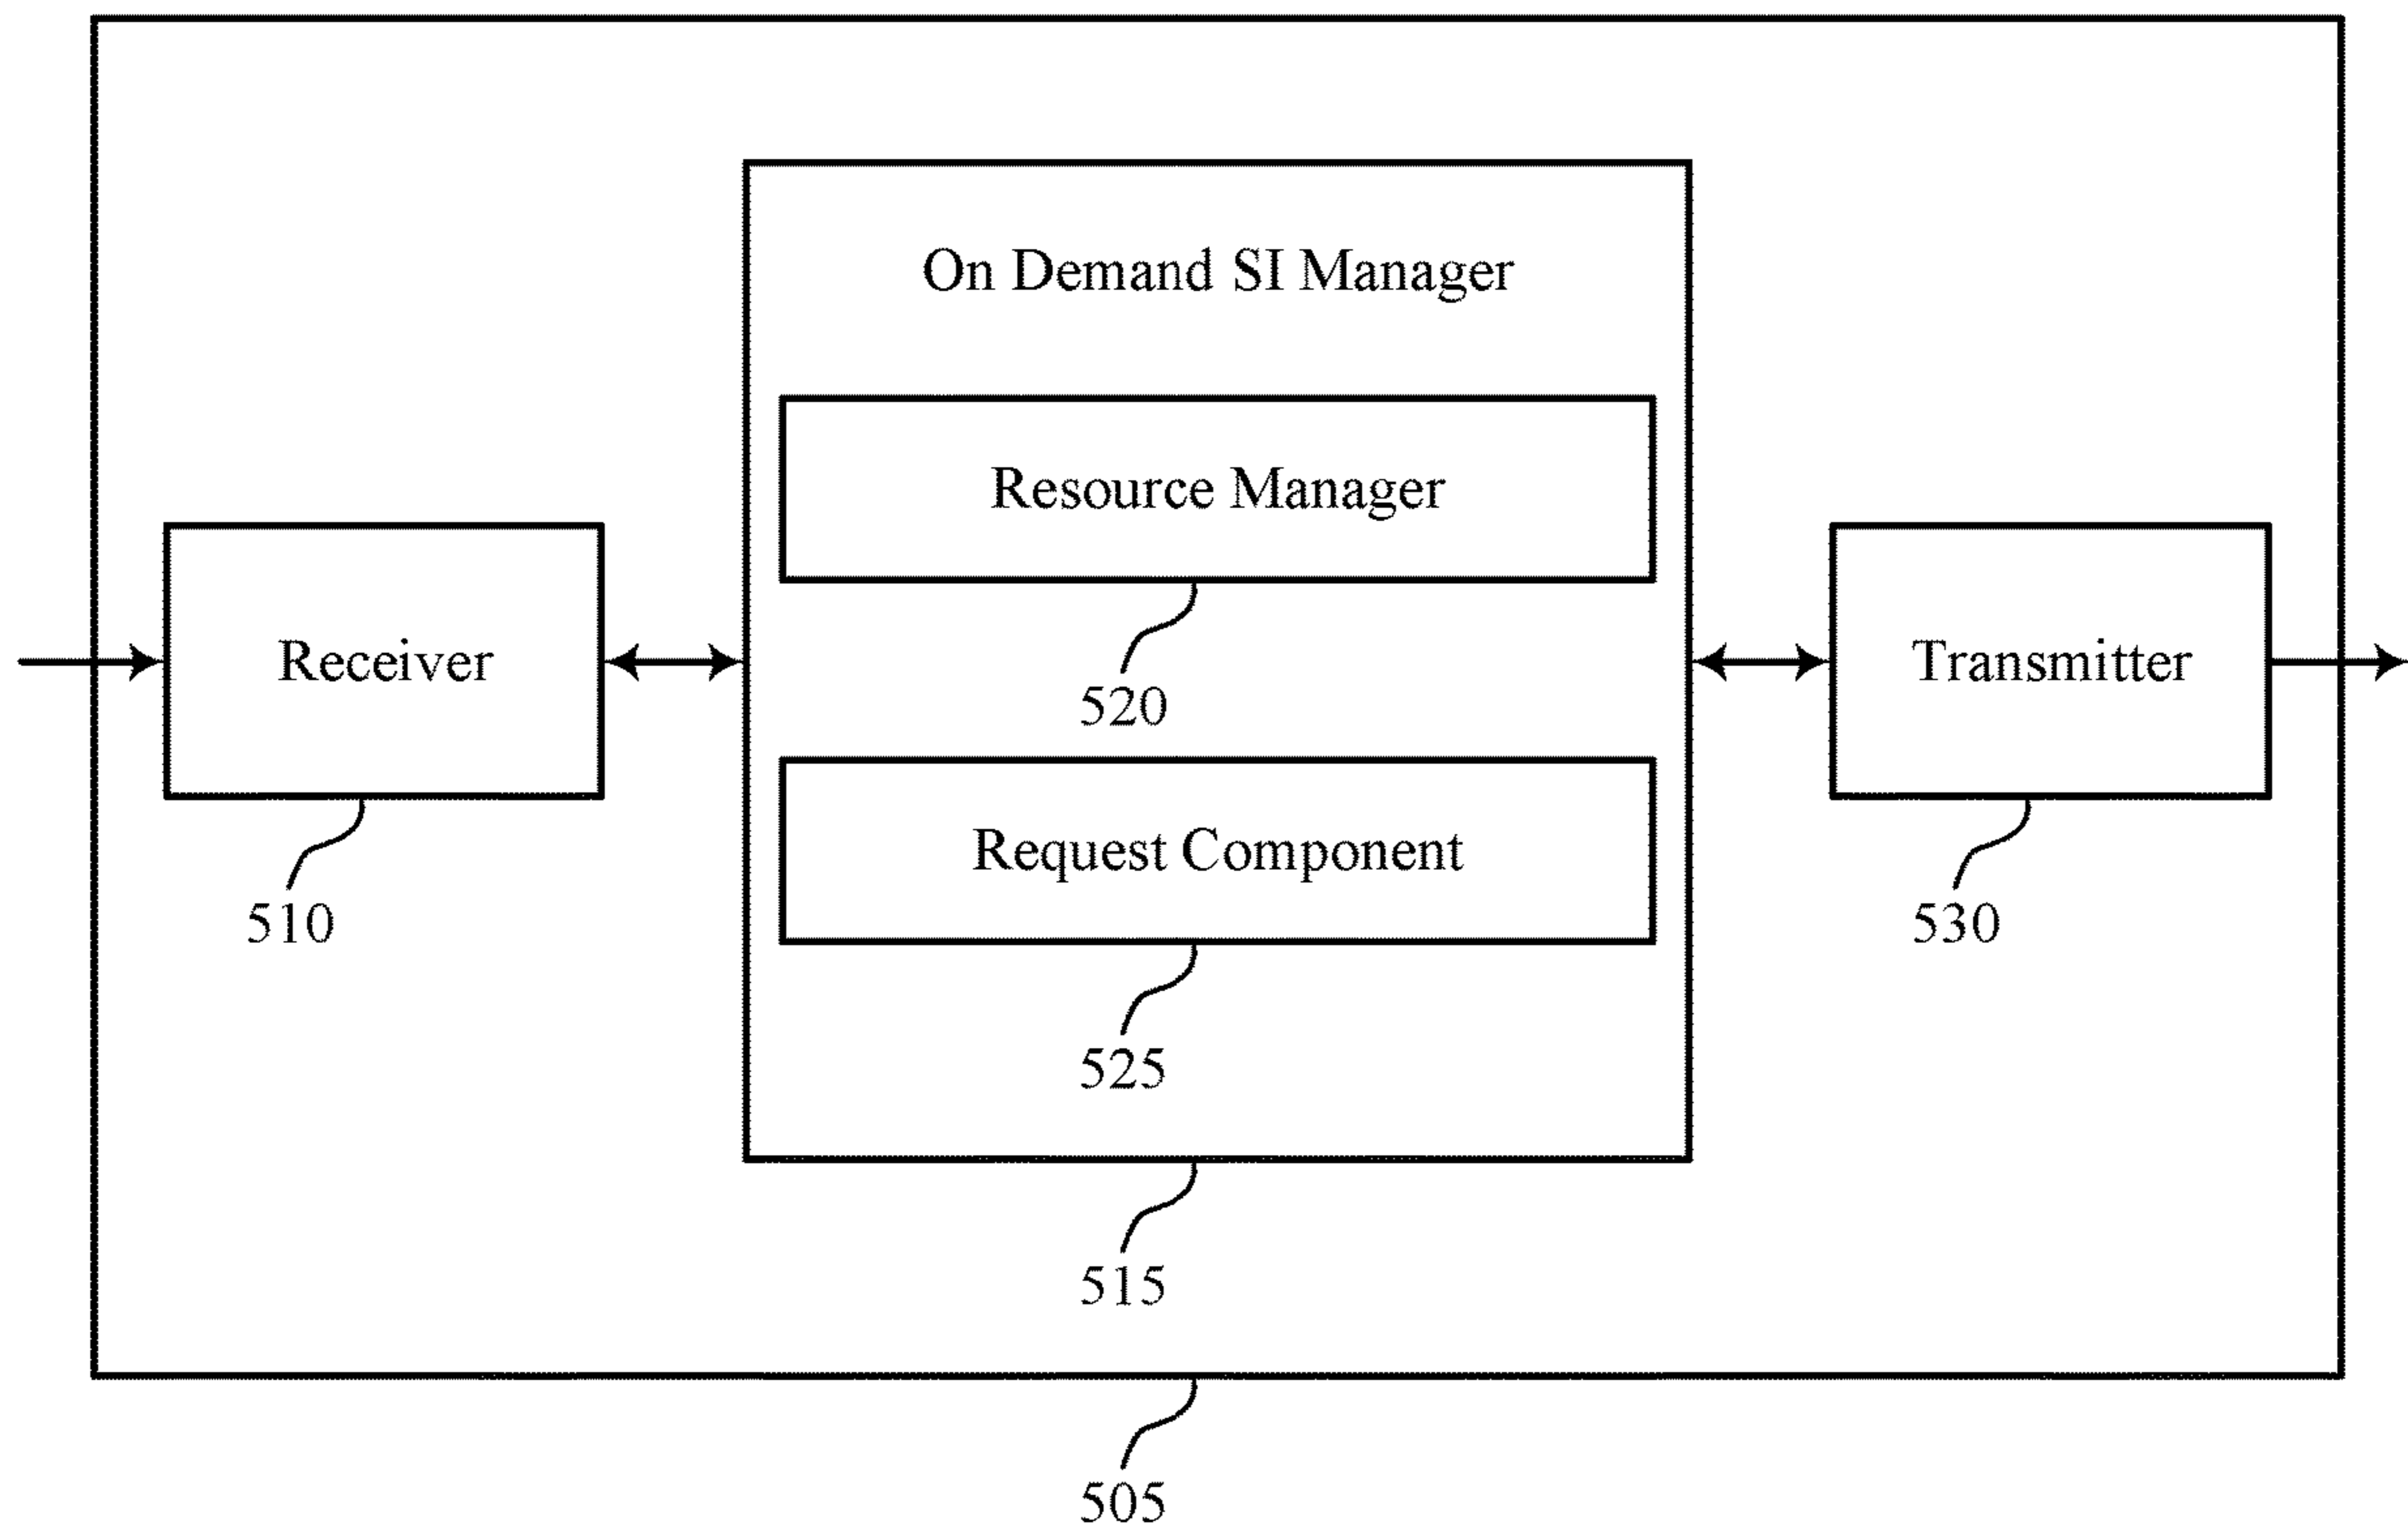 On Demand SI Manager
Resource Manager
520
Receiver
510
Transmitter
530
Request Component
525
515
505